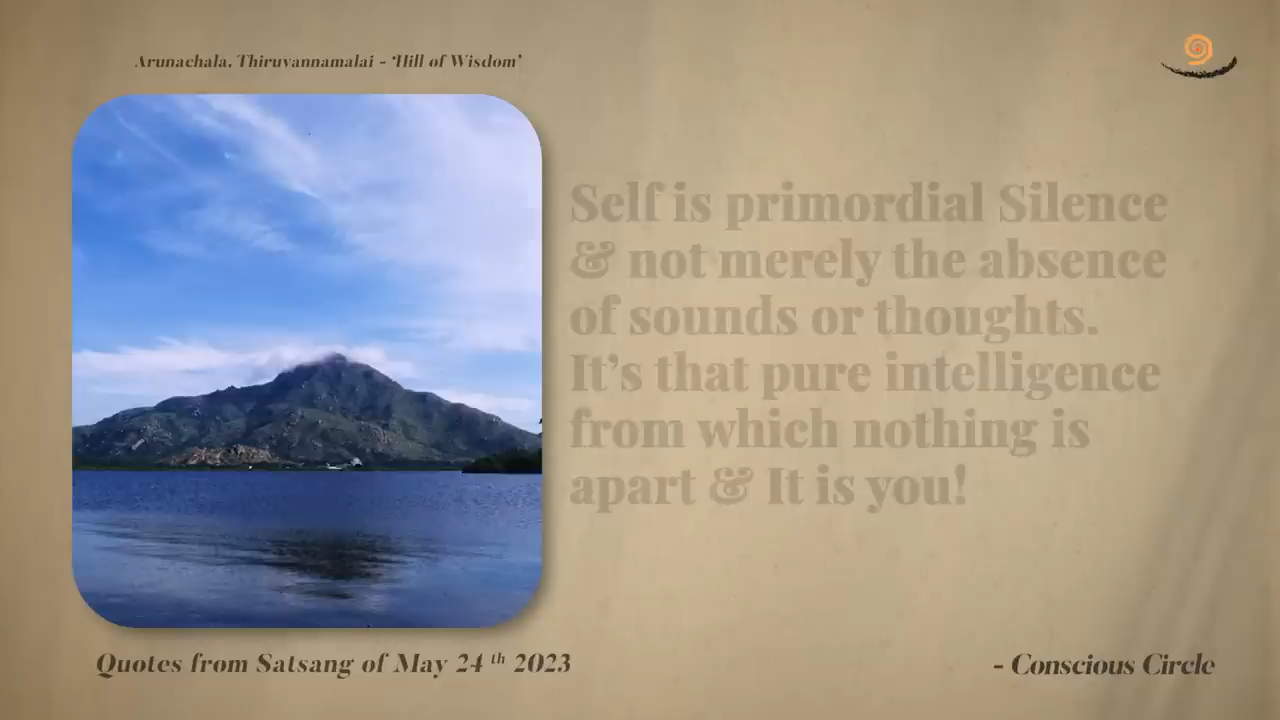 Arunachala, Thiruvannamalai - 'Hill of Wisdom'
Self is primordial Silence
& not merely the absence
of sounds or thoughts.
It's that pure intelligence
from which nothing is
apart & It is you!
Quotes from Satsang of May 24 th 2023
- Conscious Circle